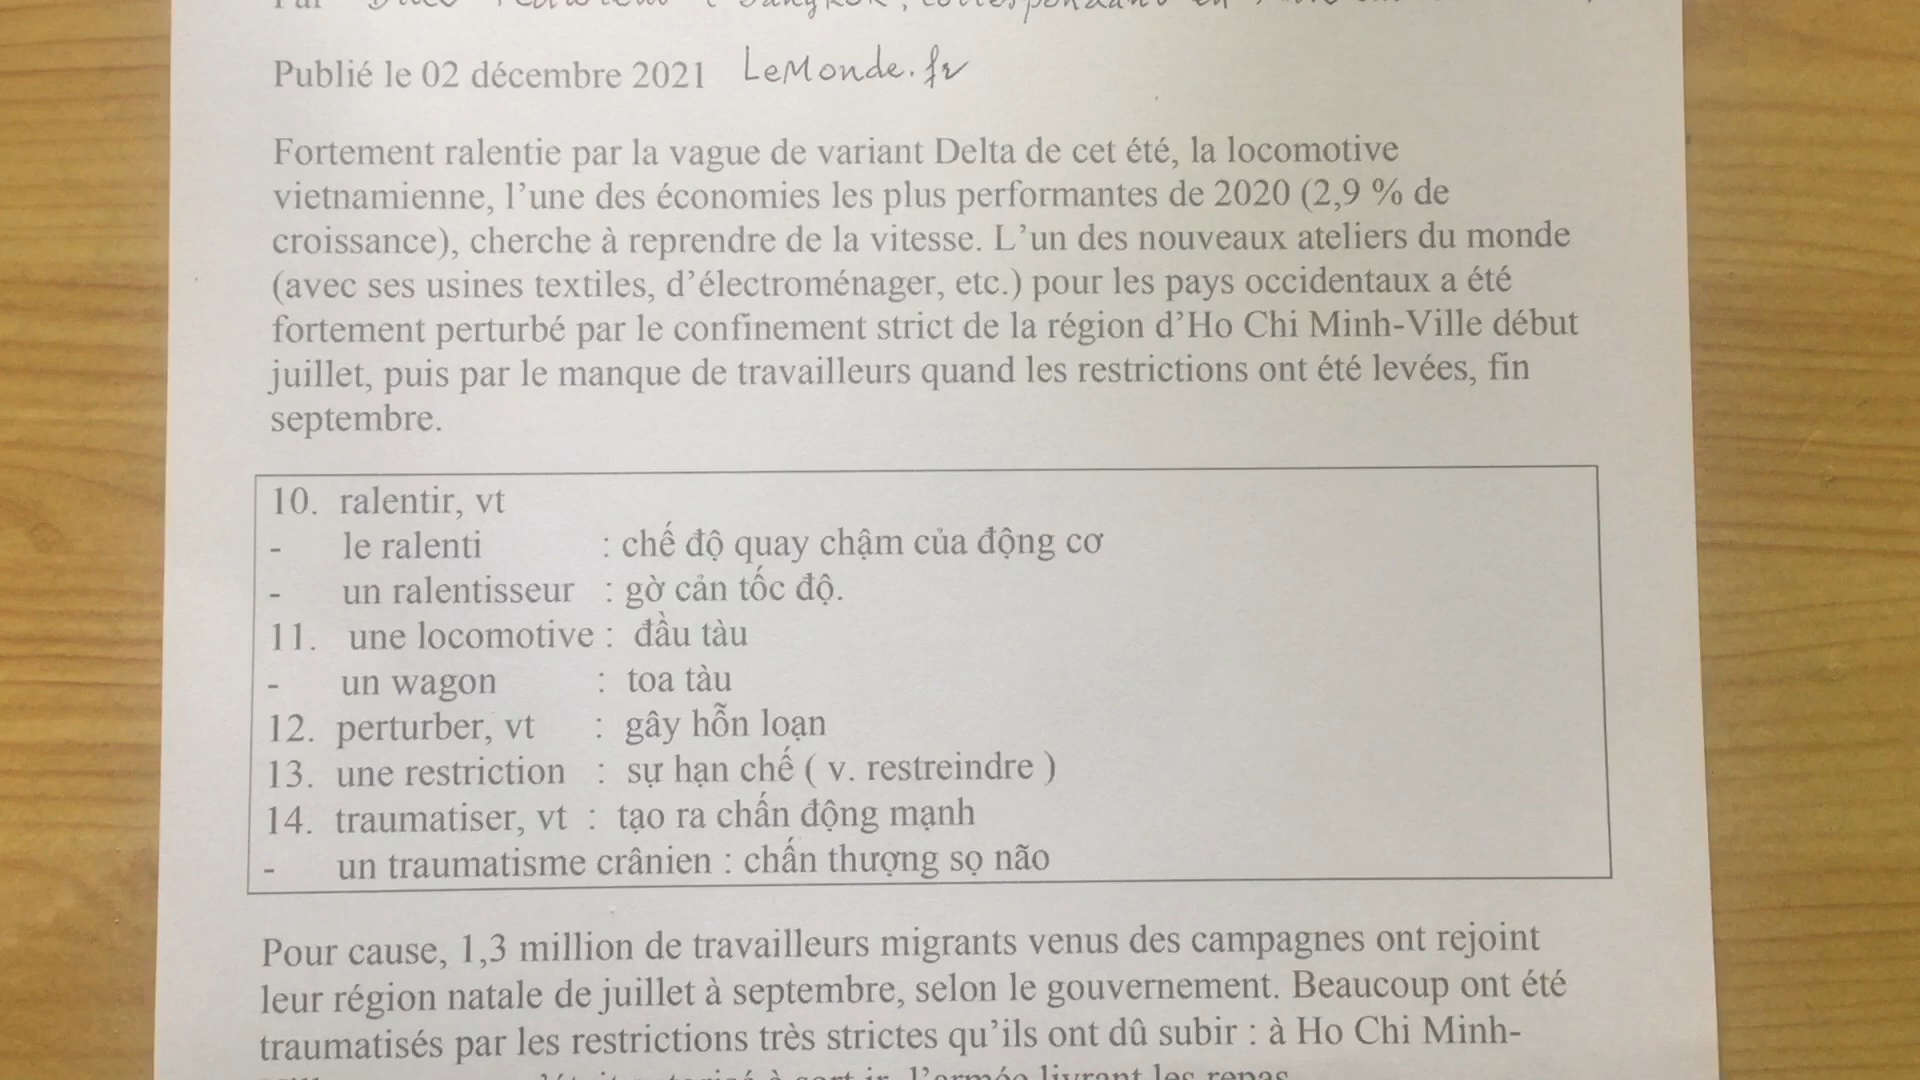 Par Bangkok, correspondant en
Publié le 02 décembre 2021 LeMonde.fr
Fortement ralentie par la vague de variant Delta de cet été, la locomotive
vietnamienne, l’une des économies les plus performantes de 2020 (2,9 % de
croissance), cherche à reprendre de la vitesse. L’un des nouveaux ateliers du monde
(avec ses usines textiles, d’électroménager, etc.) pour les pays occidentaux a été
fortement perturbé par le confinement strict de la région d’Ho Chi Minh-Ville début
juillet, puis par le manque de travailleurs quand les restrictions ont été levées, fin
septembre.
10. ralentir, vt
- le ralenti : chế độ quay chậm của động cơ
- un ralentisseur : gờ cản tốc độ.
11. une locomotive : đầu tàu
- un wagon : toa tàu
12. perturber, vt : gây hỗn loạn
13. une restriction : sự hạn chế ( v. restreindre )
14. traumatiser, vt : tạo ra chấn động mạnh
- un traumatisme crânien : chấn thượng sọ não
Pour cause, 1,3 million de travailleurs migrants venus des campagnes ont rejoint
leur région natale de juillet à septembre, selon le gouvernement. Beaucoup ont été
traumatisés par les restrictions très strictes qu’ils ont dû subir : à Ho Chi Minh-
l’armée livrant les repas